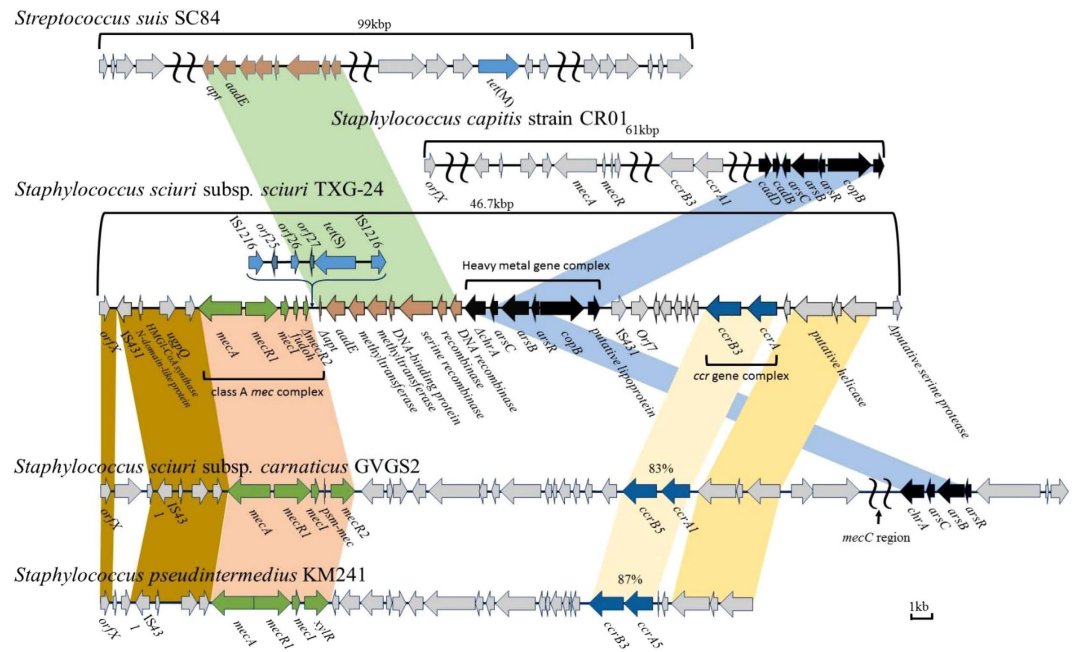 Streptococcus suis SC84
99kbp
apt
aadE
tet(M)
Staphylococcus capitis strain CR01
61kbp
orfX
mecA
mecR
ccrB3
ccrA1
cadD
cadB
arsC
arsB
arsR
copB
Staphylococcus sciuri subsp. sciuri TXG-24
46.7kbp
IS1216
orf25
orf26
orf27
tet(S)
IS1216
Heavy metal gene complex
orfX
IS431
HMGl-CoA synthase
N-domain-like protein
ugpQ
mecA
mecR1
mecI
fudoh
ΔmecR2
Δapt
aadE
methyltransferase
methyltransferase
DNA-binding protein
serine recombinase
recombinase
DNA recombinase
ΔchrA
arsC
arsB
arsR
copB
putative lipoprotein
IS431
Orf7
ccrB3
ccrA
putative helicase
Δputative serine protease
class A mec complex
ccr gene complex
Staphylococcus sciuri subsp. carnaticus GVGS2
83%
orfX
IS43
1
mecA
mecR1
mecI
psm-mec
mecR2
ccrB5
ccrA1
mecC region
chrA
arsC
arsB
arsR
Staphylococcus pseudintermedius KM241
87%
orfX
IS43
1
mecA
mecR1
mecI
xylR
ccrB3
ccrA5
1kb